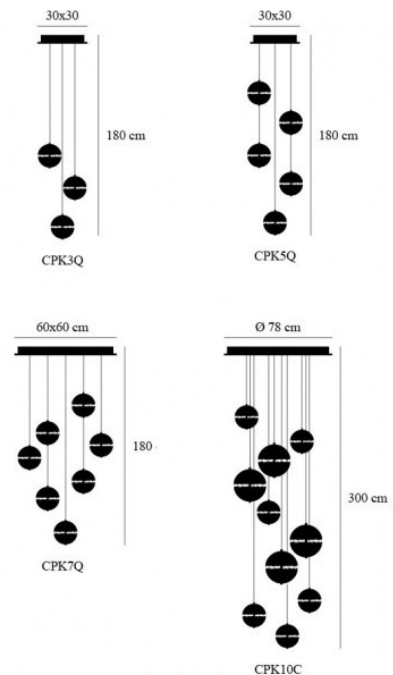 30x30
30x30
180 cm
180 cm
CPK3Q
CPK5Q
60x60 cm
Ø 78 cm
180
300 cm
CPK7Q
CPK10C